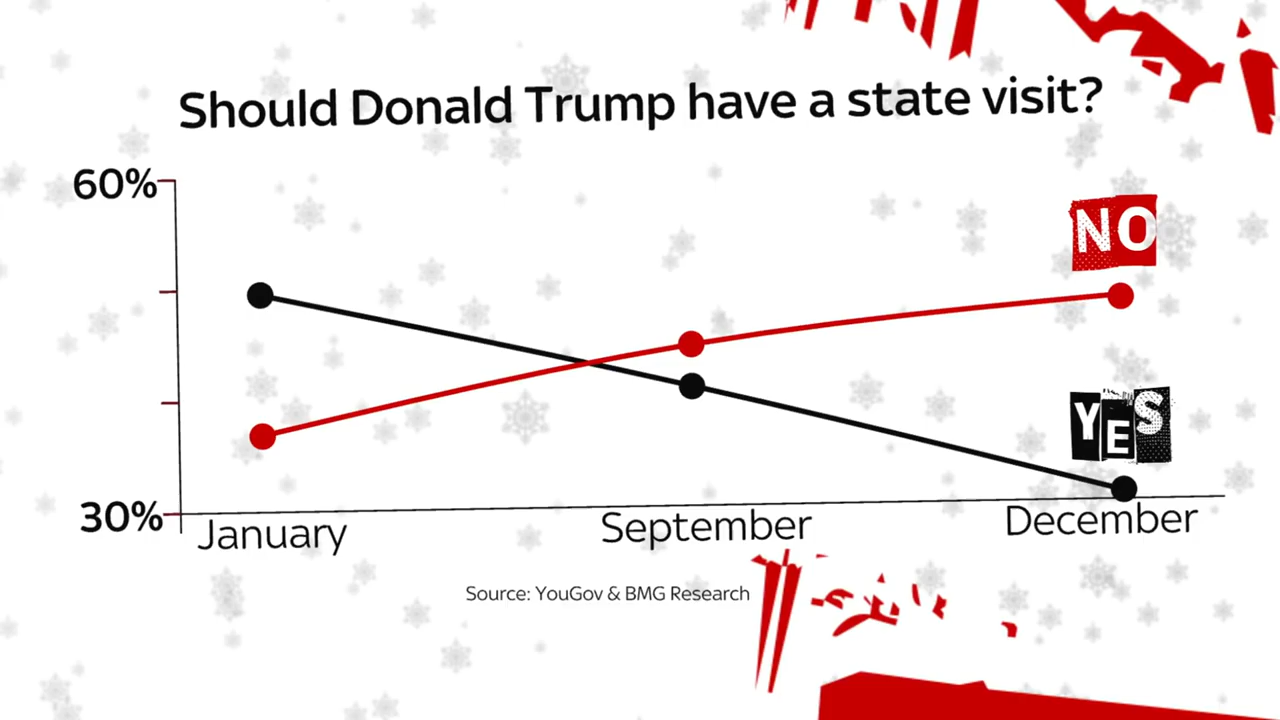 Should Donald Trump have a state visit?
60%
NO
YES
30%
January September December
Source: YouGov & BMG Research